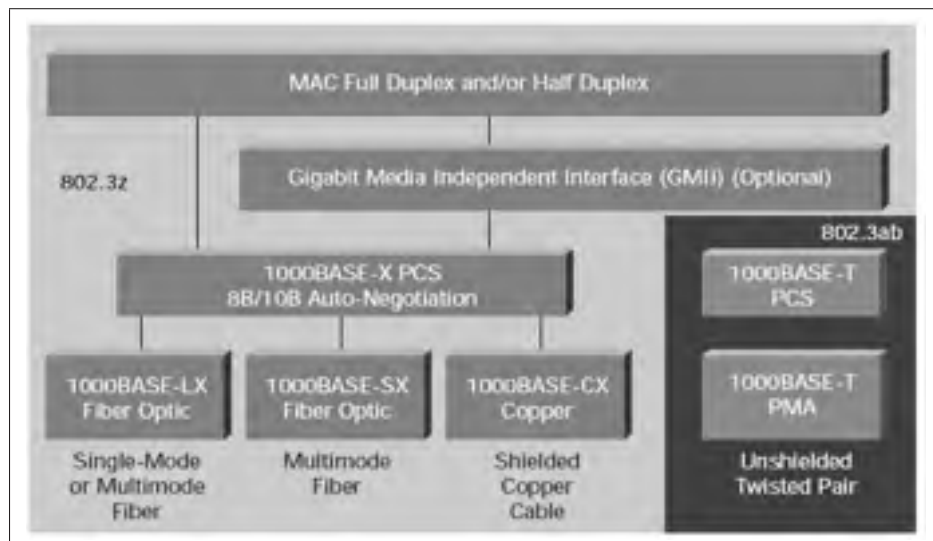 MAC Full Duplex and/or Half Duplex
802.3z
Gigabit Media Independent Interface (GMII) (Optional)
802.3ab
1000BASE-X PCS
8B/10B Auto-Negotiation
1000BASE-T
PCS
1000BASE-LX
Fiber Optic
1000BASE-SX
Fiber Optic
1000BASE-CX
Copper
1000BASE-T
PMA
Single-Mode
or Multimode
Fiber
Multimode
Fiber
Shielded
Copper
Cable
Unshielded
Twisted Pair